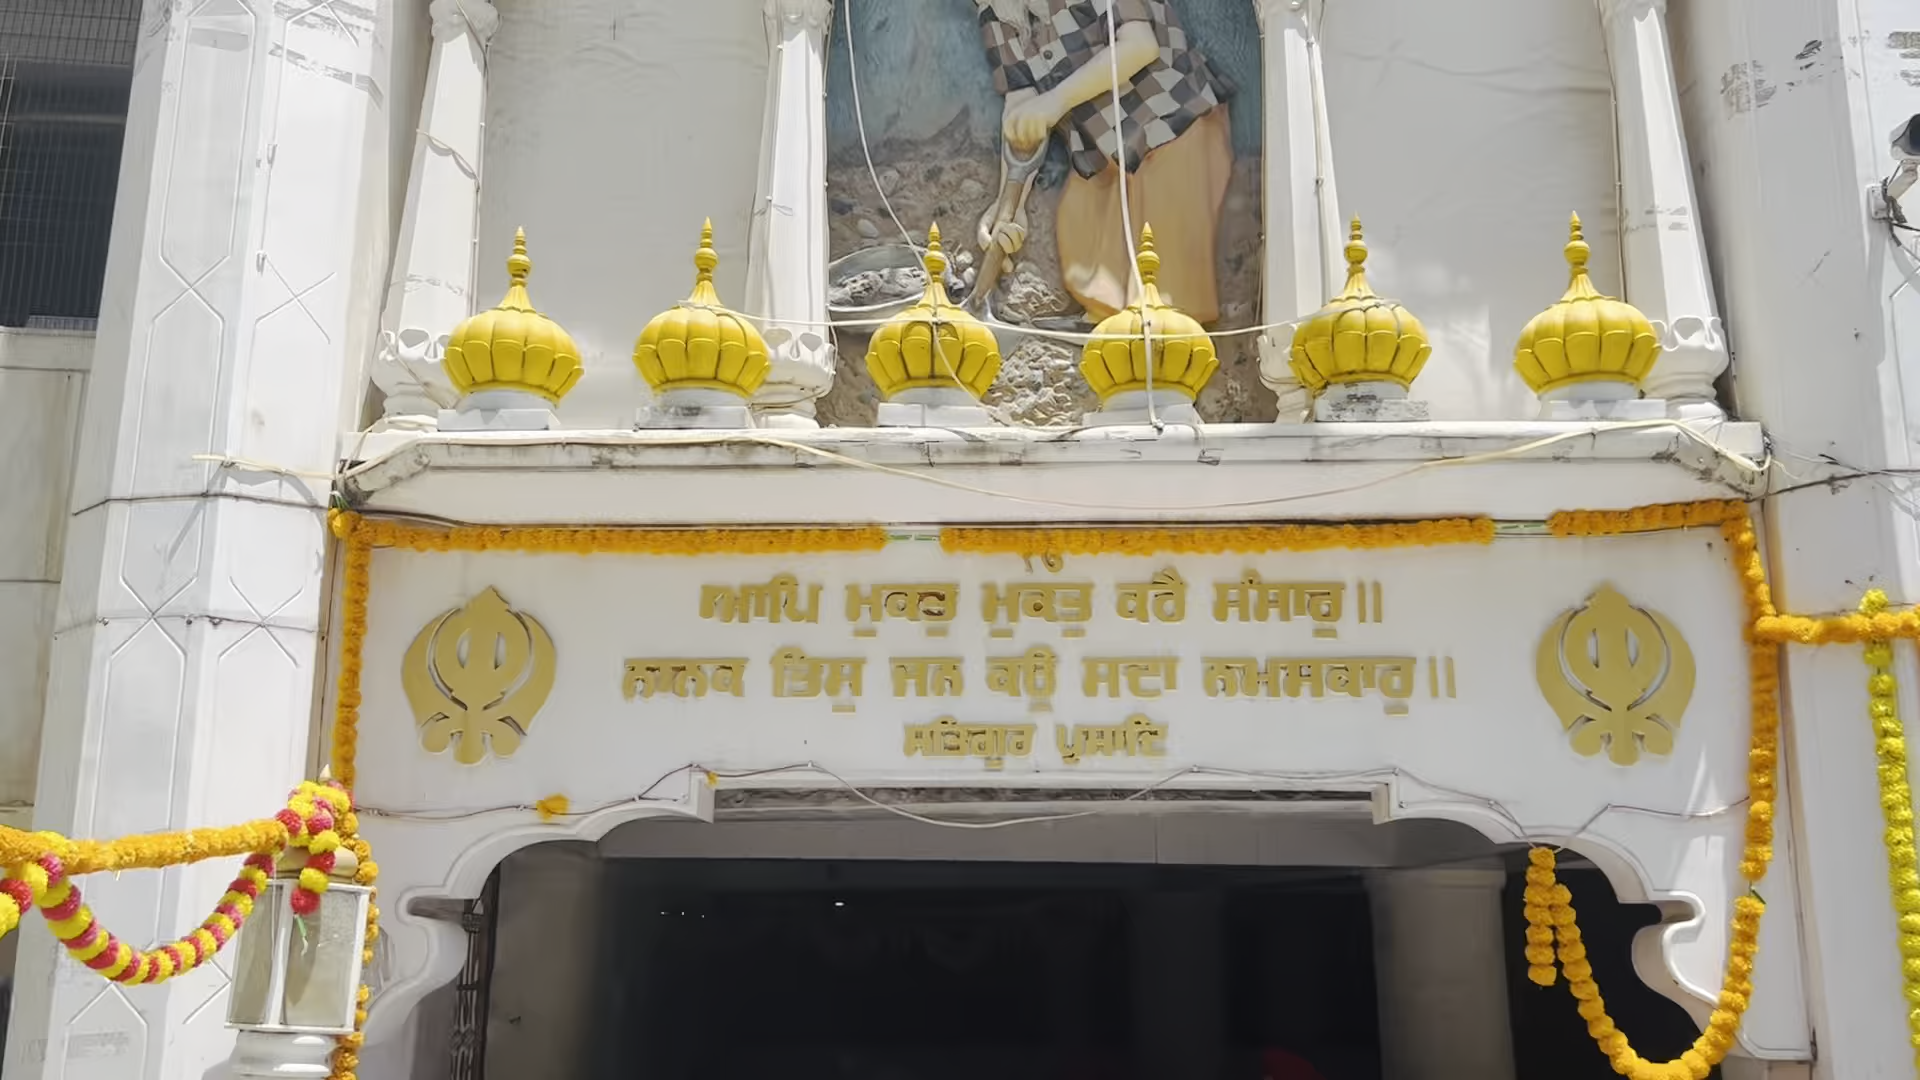 ੴ
ਆਪਿ ਮੁਕਤੁ ਮੁਕਤੁ ਕਰੈ ਸੰਸਾਰੁ॥
ਨਾਨਕ ਤਿਸੁ ਜਨ ਕਉ ਸਦਾ ਨਮਸਕਾਰੁ॥
ਸਤਿਗੁਰ ਪ੍ਰਸਾਦਿ